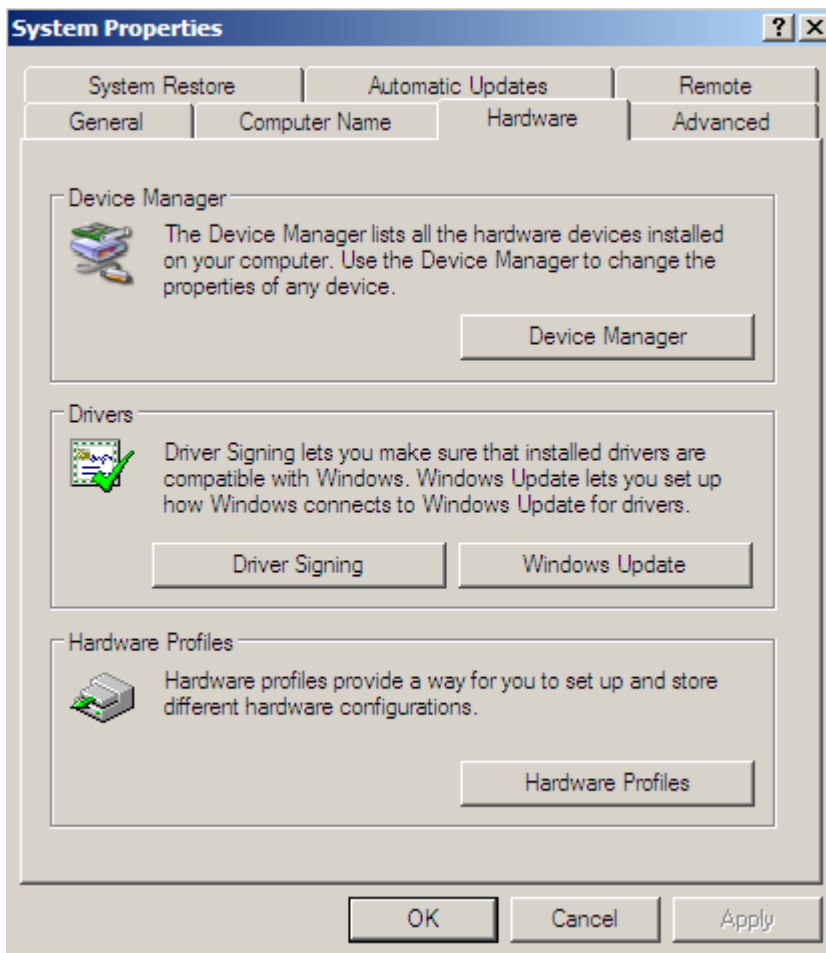 System Properties
System Restore
Automatic Updates
Remote
General
Computer Name
Hardware
Advanced
Device Manager
The Device Manager lists all the hardware devices installed
on your computer. Use the Device Manager to change the
properties of any device.
Device Manager
Drivers
Driver Signing lets you make sure that installed drivers are
compatible with Windows. Windows Update lets you set up
how Windows connects to Windows Update for drivers.
Driver Signing
Windows Update
Hardware Profiles
Hardware profiles provide a way for you to set up and store
different hardware configurations.
Hardware Profiles
OK
Cancel
Apply